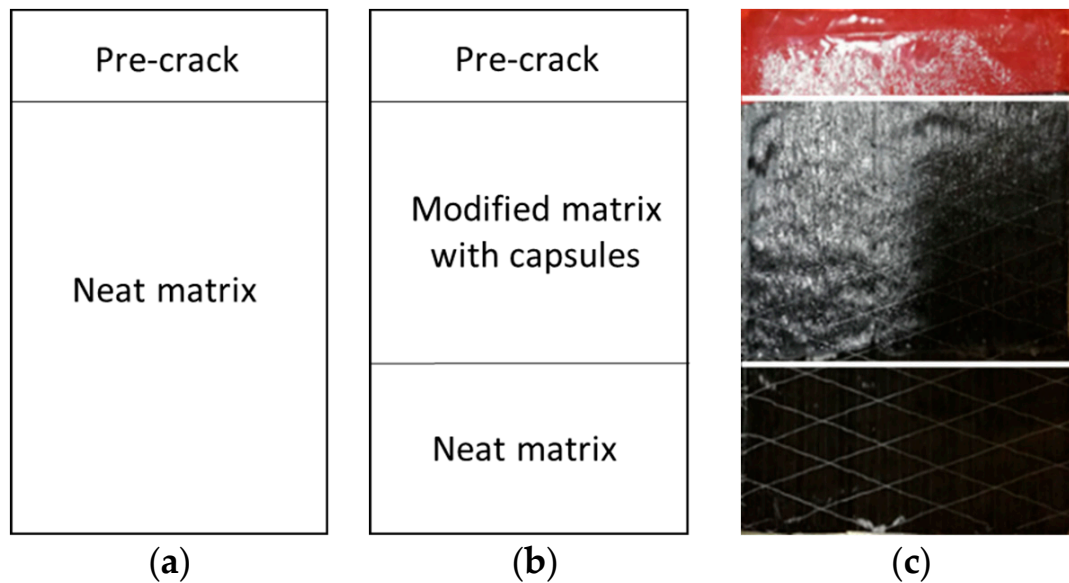 Pre-crack
Neat matrix
(a)
Pre-crack
Modified matrix
with capsules
Neat matrix
(b)
(c)